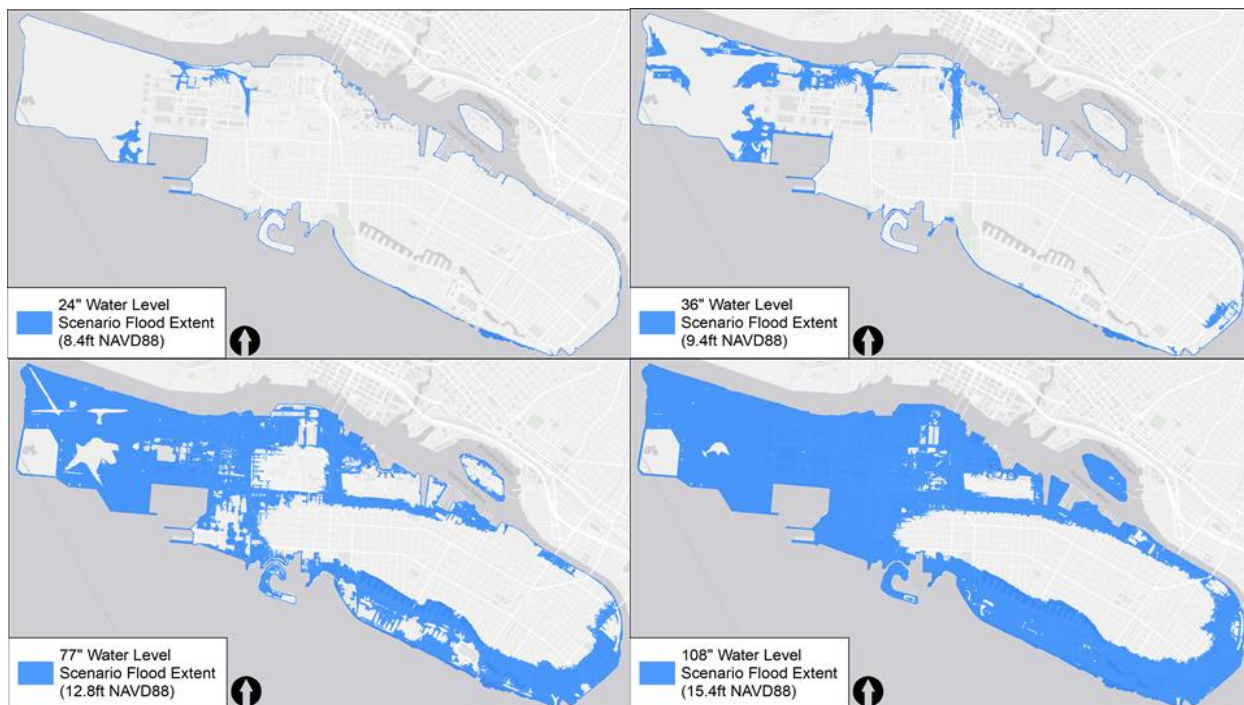 24" Water Level
Scenario Flood Extent
(8.4ft NAVD88)
36" Water Level
Scenario Flood Extent
(9.4ft NAVD88)
77" Water Level
Scenario Flood Extent
(12.8ft NAVD88)
108" Water Level
Scenario Flood Extent
(15.4ft NAVD88)